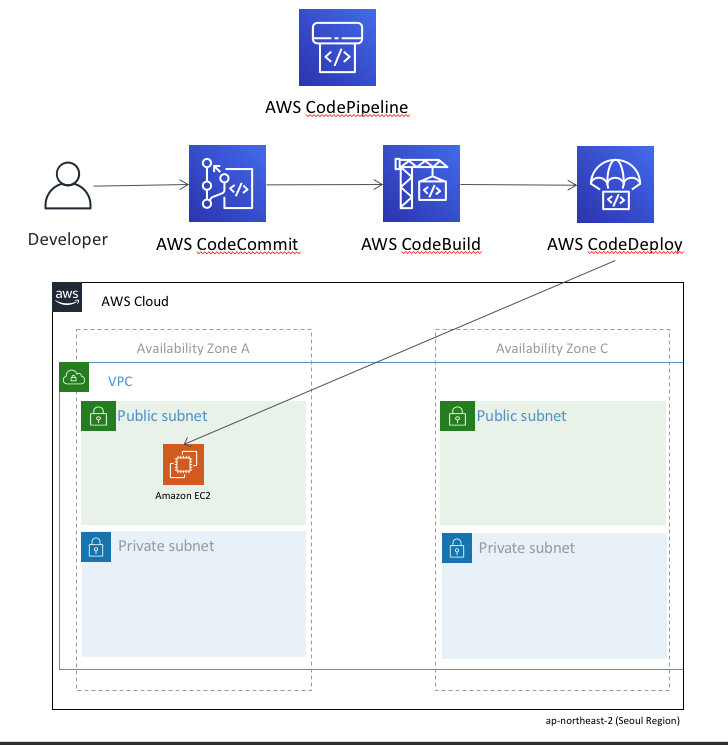 AWS CodePipeline
Developer
AWS CodeCommit
AWS CodeBuild
AWS CodeDeploy
aws
AWS Cloud
Availability Zone A
Availability Zone C
VPC
Public subnet
Public subnet
Amazon EC2
Private subnet
Private subnet
ap-northeast-2 (Seoul Region)